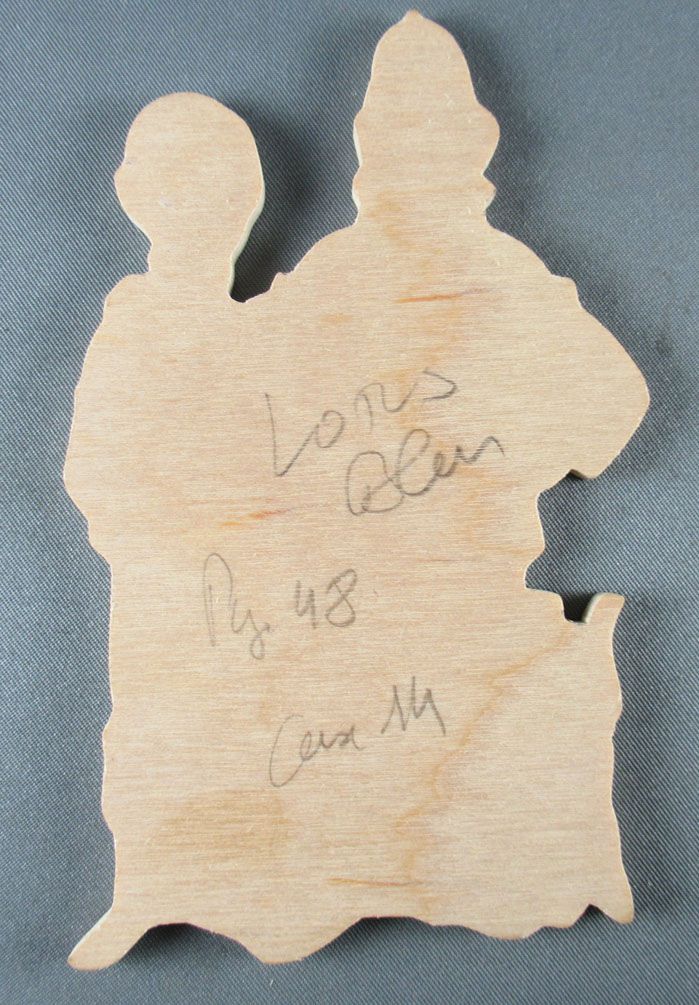 LOTUS
Bleu
Pg. 48
Case 14